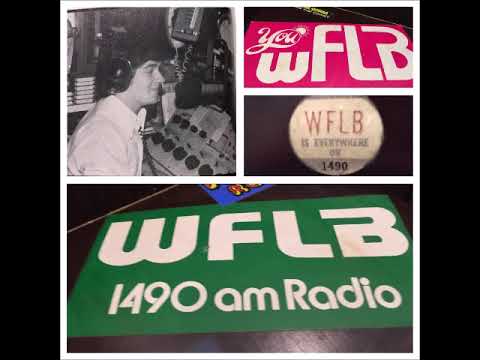 You
WFLB
WFLB
IS EVERYWHERE
ON
1490
WFLB
1490 am Radio